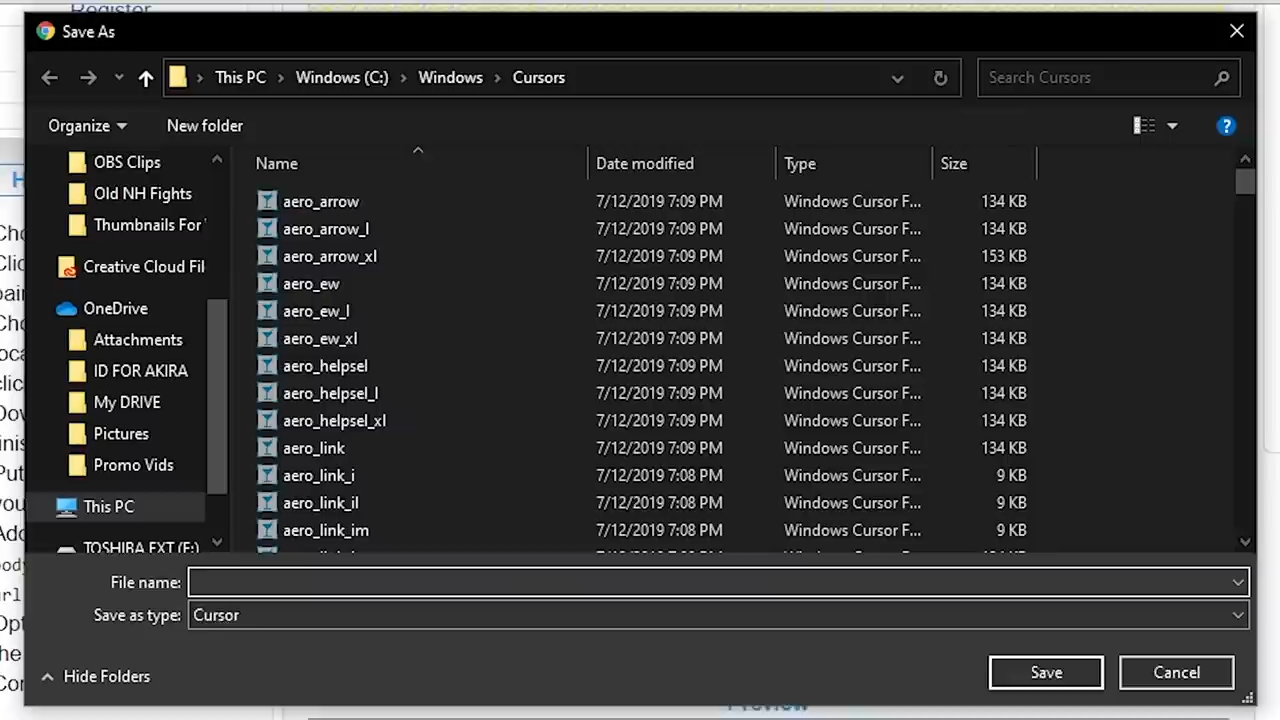 Register
Save As
This PC > Windows (C:) > Windows > Cursors
Search Cursors
Organize
New folder
?
Name
Date modified
Type
Size
OBS Clips
Old NH Fights
Thumbnails For
Creative Cloud Fil
OneDrive
Attachments
ID FOR AKIRA
My DRIVE
Pictures
Promo Vids
This PC
TOSHIBA EXT (F:)
aero_arrow 7/12/2019 7:09 PM Windows Cursor F... 134 KB
aero_arrow_l 7/12/2019 7:09 PM Windows Cursor F... 134 KB
aero_arrow_xl 7/12/2019 7:09 PM Windows Cursor F... 153 KB
aero_ew 7/12/2019 7:09 PM Windows Cursor F... 134 KB
aero_ew_l 7/12/2019 7:09 PM Windows Cursor F... 134 KB
aero_ew_xl 7/12/2019 7:09 PM Windows Cursor F... 134 KB
aero_helpsel 7/12/2019 7:09 PM Windows Cursor F... 134 KB
aero_helpsel_l 7/12/2019 7:09 PM Windows Cursor F... 134 KB
aero_helpsel_xl 7/12/2019 7:09 PM Windows Cursor F... 134 KB
aero_link 7/12/2019 7:09 PM Windows Cursor F... 134 KB
aero_link_i 7/12/2019 7:08 PM Windows Cursor F... 9 KB
aero_link_il 7/12/2019 7:08 PM Windows Cursor F... 9 KB
aero_link_im 7/12/2019 7:08 PM Windows Cursor F... 9 KB
File name:
Save as type: Cursor
Hide Folders
Save
Cancel
Preview